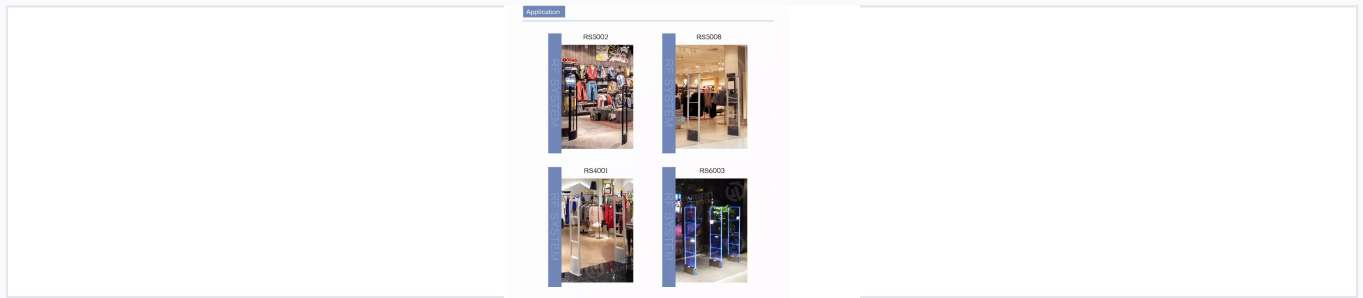 Application
RS5002
RS5008
RF SYSTEM
RF SYSTEM
RS4001
RS6003
RF SYSTEM
RF SYSTEM